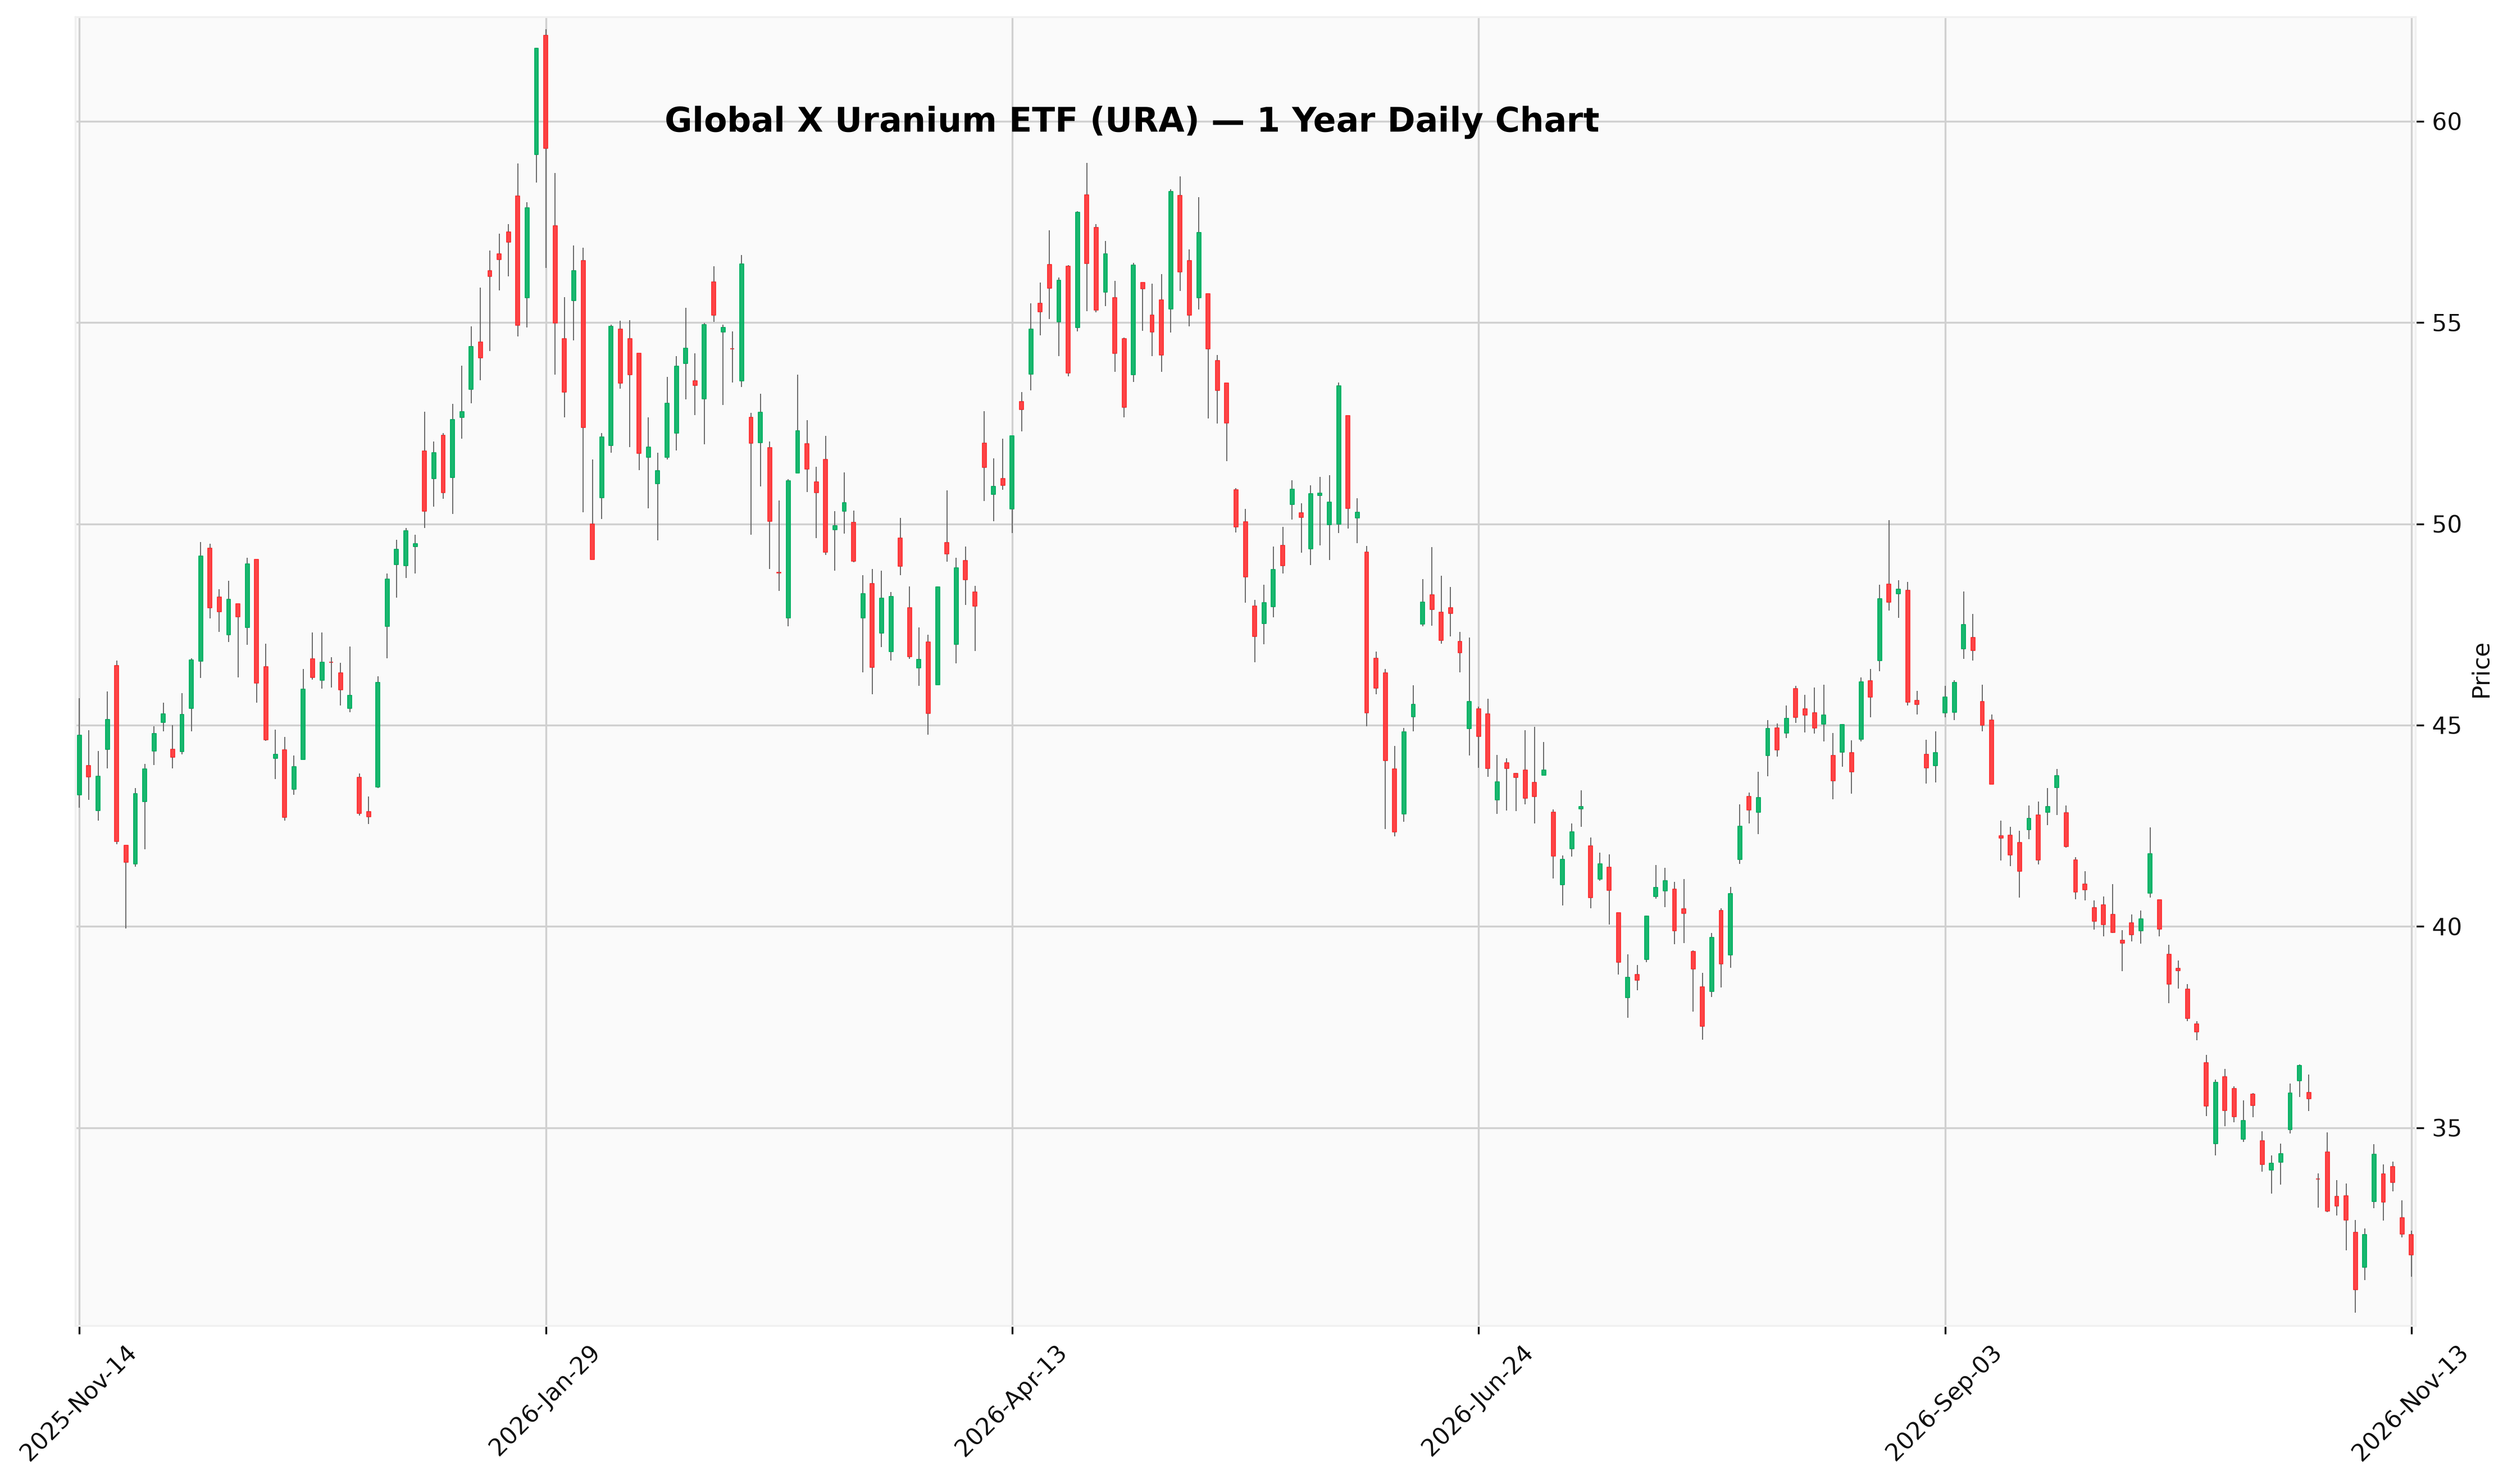 Global X Uranium ETF (URA) — 1 Year Daily Chart
60
55
50
45
40
35
Price
2025-Nov-14
2026-Jan-29
2026-Apr-13
2026-Jun-24
2026-Sep-03
2026-Nov-13